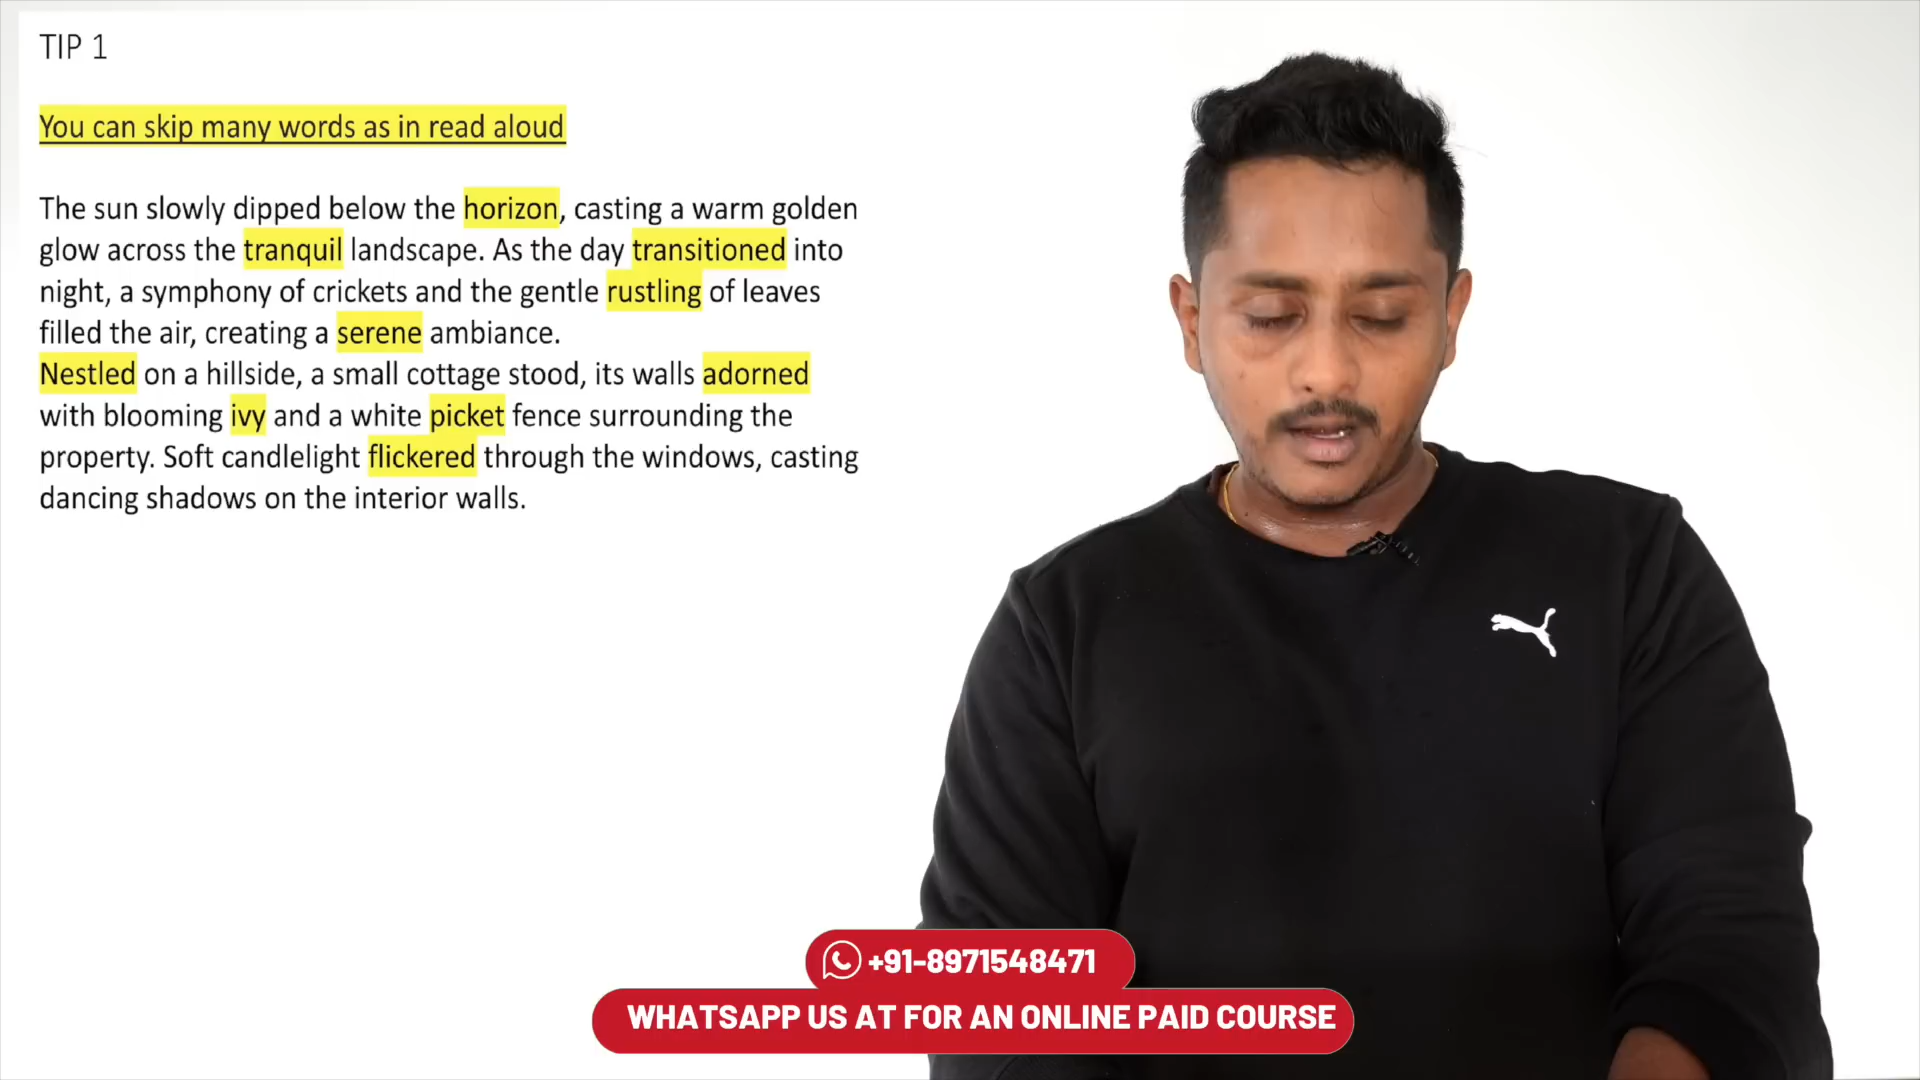 TIP 1
You can skip many words as in read aloud
The sun slowly dipped below the horizon, casting a warm golden
glow across the tranquil landscape. As the day transitioned into
night, a symphony of crickets and the gentle rustling of leaves
filled the air, creating a serene ambiance.
Nestled on a hillside, a small cottage stood, its walls adorned
with blooming ivy and a white picket fence surrounding the
property. Soft candlelight flickered through the windows, casting
dancing shadows on the interior walls.
+91-8971548471
WHATSAPP US AT FOR AN ONLINE PAID COURSE